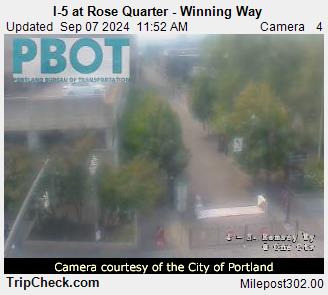 I-5 at Rose Quarter - Winning Way
Updated Sep 07 2024 11:52 AM Camera 4
PBOT
PORTLAND BUREAU OF TRANSPORTATION
Camera courtesy of the City of Portland
TripCheck.com Milepost302.00